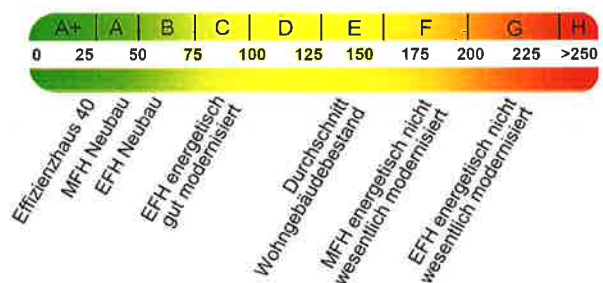 A+ A B C D E F G H
0 25 50 75 100 125 150 175 200 225 >250
Effizienzhaus 40
MFH Neubau
EFH Neubau
EFH energetisch
gut modernisiert
Durchschnitt
Wohngebäudebestand
MFH energetisch nicht
wesentlich modernisiert
EFH energetisch nicht
wesentlich modernisiert